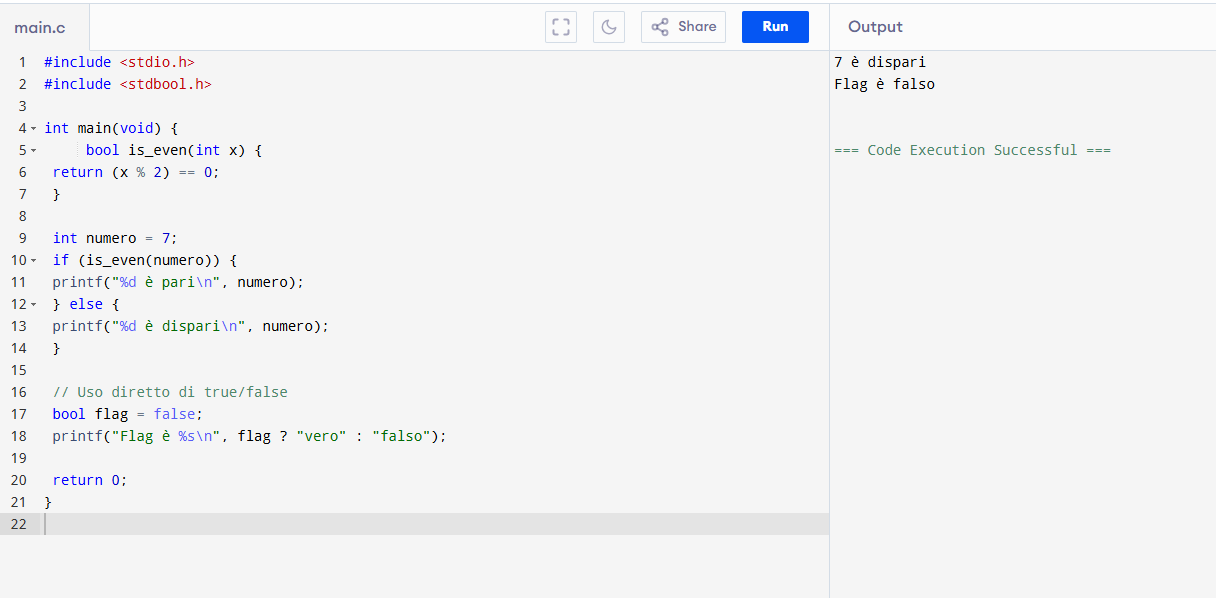 main.c
Share
Run
Output
1 #include <stdio.h>
2 #include <stdbool.h>
3
4 int main(void) {
5 bool is_even(int x) {
6 return (x % 2) == 0;
7 }
8
9 int numero = 7;
10 if (is_even(numero)) {
11 printf("%d è pari\n", numero);
12 } else {
13 printf("%d è dispari\n", numero);
14 }
15
16 // Uso diretto di true/false
17 bool flag = false;
18 printf("Flag è %s\n", flag ? "vero" : "falso");
19
20 return 0;
21 }
22
7 è dispari
Flag è falso
=== Code Execution Successful ===